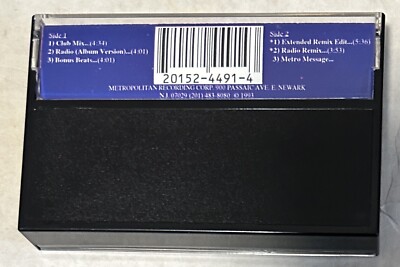 Side 1
1) Club Mix...(4:34)
2) Radio (Album Version)...(4:01)
3) Bonus Beats...(4:01)
20152-4491-4
Side 2
*1) Extended Remix Edit...(5:36)
*2) Radio Remix...(3:53)
3) Metro Message...
METROPOLITAN RECORDING CORP. 900 PASSAIC AVE. E. NEWARK
N.J. 07029 (201) 483-8080 © 1993